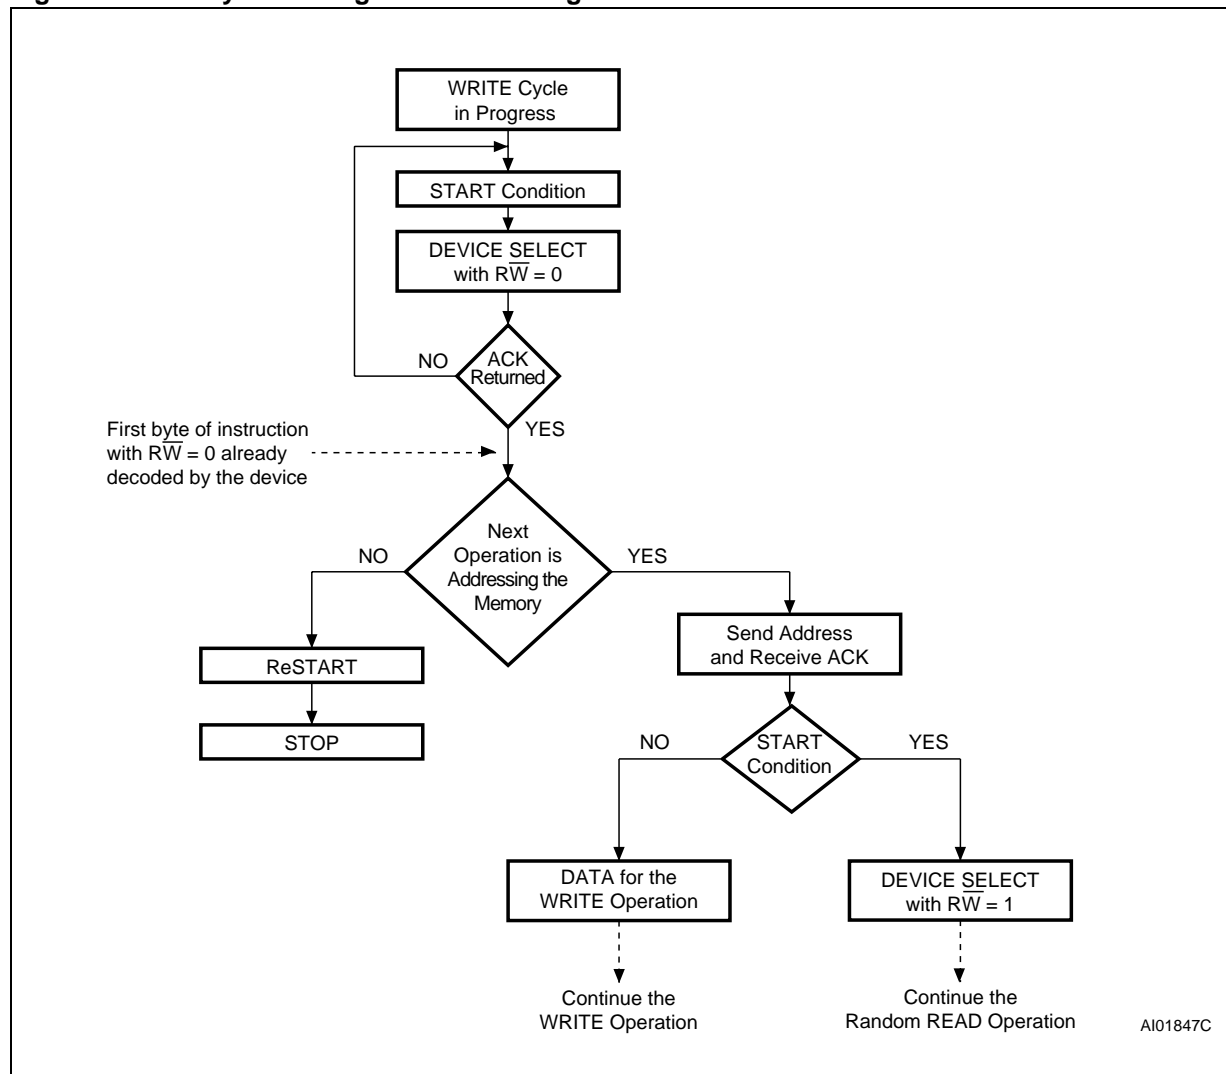 WRITE Cycle
in Progress
START Condition
DEVICE SELECT
with RW̅ = 0
ACK
Returned
NO
YES
First byte of instruction
with RW̅ = 0 already
decoded by the device
Next
Operation is
Addressing the
Memory
NO
YES
Send Address
and Receive ACK
ReSTART
STOP
START
Condition
NO
YES
DATA for the
WRITE Operation
DEVICE SELECT
with RW̅ = 1
Continue the
WRITE Operation
Continue the
Random READ Operation
AI01847C